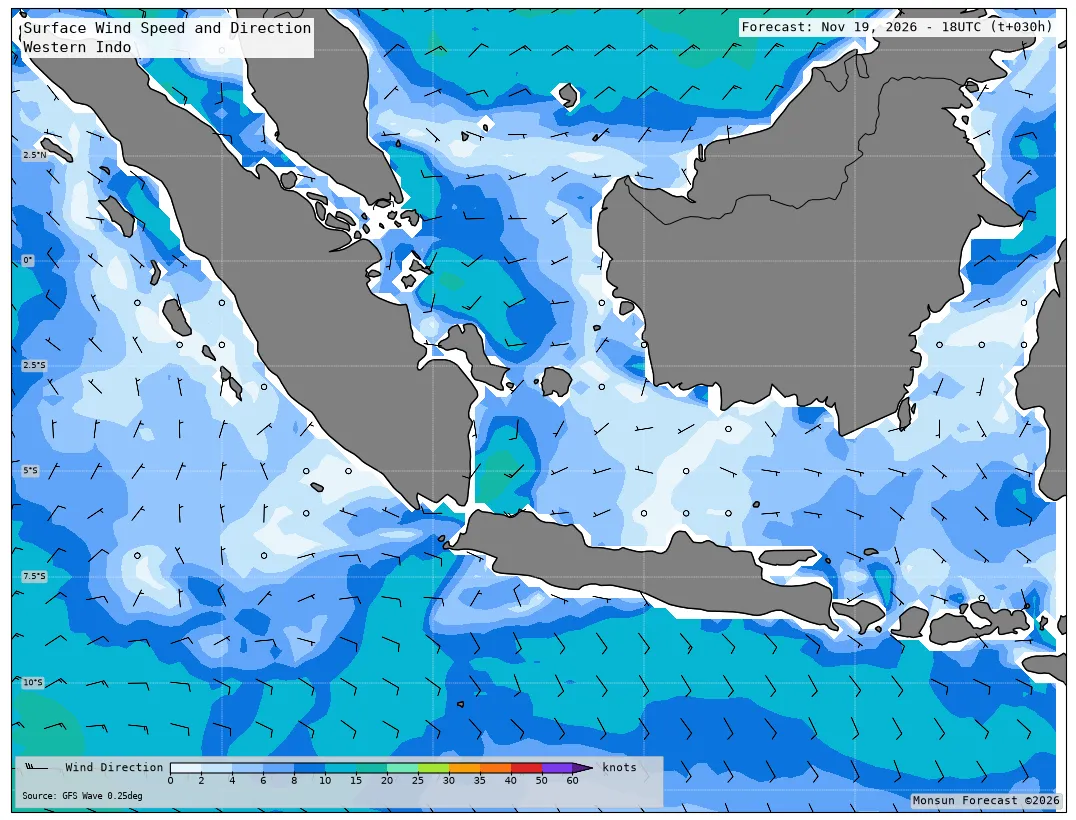 Surface Wind Speed and Direction
Western Indo
Forecast: Nov 19, 2026 - 18UTC (t+030h)
2.5°N
0°
2.5°S
5°S
7.5°S
10°S
Wind Direction
0 2 4 6 8 10 15 20 25 30 35 40 50 60
knots
Source: GFS Wave 0.25deg
Monsun Forecast ©2026